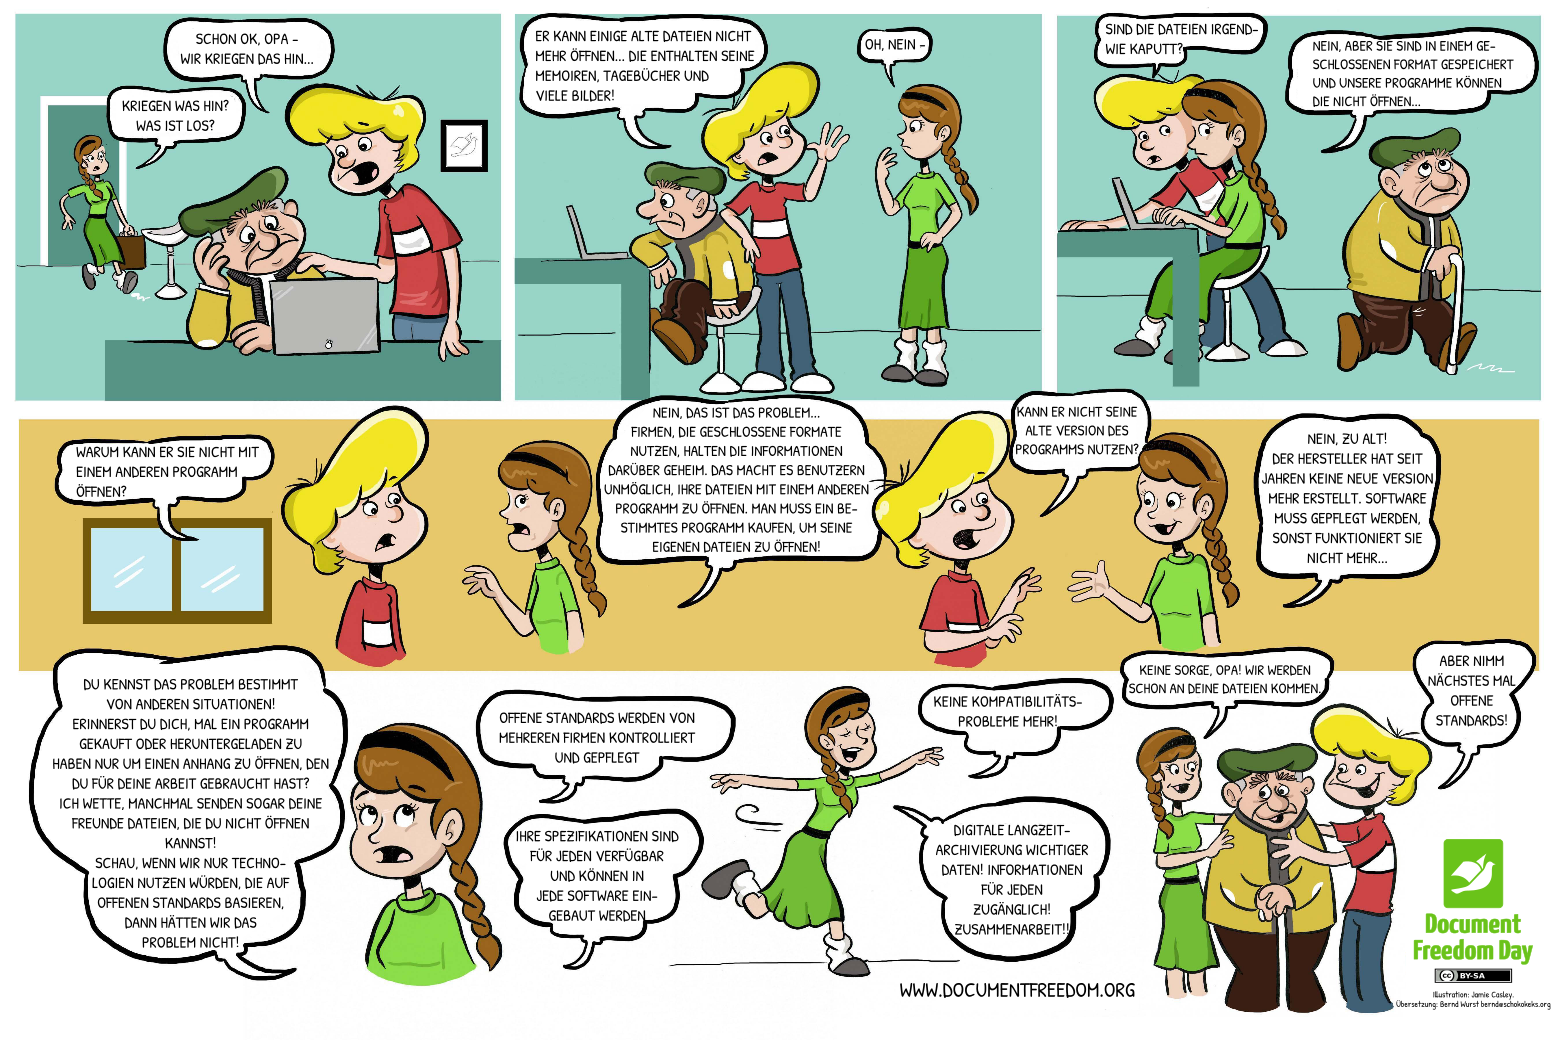 SCHON OK, OPA -
WIR KRIEGEN DAS HIN...
KRIEGEN WAS HIN?
WAS IST LOS?
ER KANN EINIGE ALTE DATEIEN NICHT
MEHR ÖFFNEN... DIE ENTHALTEN SEINE
MEMOIREN, TAGEBÜCHER UND
VIELE BILDER!
OH, NEIN -
SIND DIE DATEIEN IRGEND-
WIE KAPUTT?
NEIN, ABER SIE SIND IN EINEM GE-
SCHLOSSENEN FORMAT GESPEICHERT
UND UNSERE PROGRAMME KÖNNEN
DIE NICHT ÖFFNEN...
WARUM KANN ER SIE NICHT MIT
EINEM ANDEREN PROGRAMM
ÖFFNEN?
NEIN, DAS IST DAS PROBLEM...
FIRMEN, DIE GESCHLOSSENE FORMATE
NUTZEN, HALTEN DIE INFORMATIONEN
DARÜBER GEHEIM. DAS MACHT ES BENUTZERN
UNMÖGLICH, IHRE DATEIEN MIT EINEM ANDEREN
PROGRAMM ZU ÖFFNEN. MAN MUSS EIN BE-
STIMMTES PROGRAMM KAUFEN, UM SEINE
EIGENEN DATEIEN ZU ÖFFNEN!
KANN ER NICHT SEINE
ALTE VERSION DES
PROGRAMMS NUTZEN?
NEIN, ZU ALT!
DER HERSTELLER HAT SEIT
JAHREN KEINE NEUE VERSION
MEHR ERSTELLT. SOFTWARE
MUSS GEPFLEGT WERDEN,
SONST FUNKTIONIERT SIE
NICHT MEHR...
DU KENNST DAS PROBLEM BESTIMMT
VON ANDEREN SITUATIONEN!
ERINNERST DU DICH, MAL EIN PROGRAMM
GEKAUFT ODER HERUNTERGELADEN ZU
HABEN NUR UM EINEN ANHANG ZU ÖFFNEN, DEN
DU FÜR DEINE ARBEIT GEBRAUCHT HAST?
ICH WETTE, MANCHMAL SENDEN SOGAR DEINE
FREUNDE DATEIEN, DIE DU NICHT ÖFFNEN
KANNST!
SCHAU, WENN WIR NUR TECHNO-
LOGIEN NUTZEN WÜRDEN, DIE AUF
OFFENEN STANDARDS BASIEREN,
DANN HÄTTEN WIR DAS
PROBLEM NICHT!
OFFENE STANDARDS WERDEN VON
MEHREREN FIRMEN KONTROLLIERT
UND GEPFLEGT
IHRE SPEZIFIKATIONEN SIND
FÜR JEDEN VERFÜGBAR
UND KÖNNEN IN
JEDE SOFTWARE EIN-
GEBAUT WERDEN
KEINE KOMPATIBILITÄTS-
PROBLEME MEHR!
DIGITALE LANGZEIT-
ARCHIVIERUNG WICHTIGER
DATEN! INFORMATIONEN
FÜR JEDEN
ZUGÄNGLICH!
ZUSAMMENARBEIT!!
KEINE SORGE, OPA! WIR WERDEN
SCHON AN DEINE DATEIEN KOMMEN.
ABER NIMM
NÄCHSTES MAL
OFFENE
STANDARDS!
WWW.DOCUMENTFREEDOM.ORG
Document
Freedom Day
cc BY-SA
Illustration: Jamie Casley.
Übersetzung: Bernd Wurst bernd@schokokeks.org